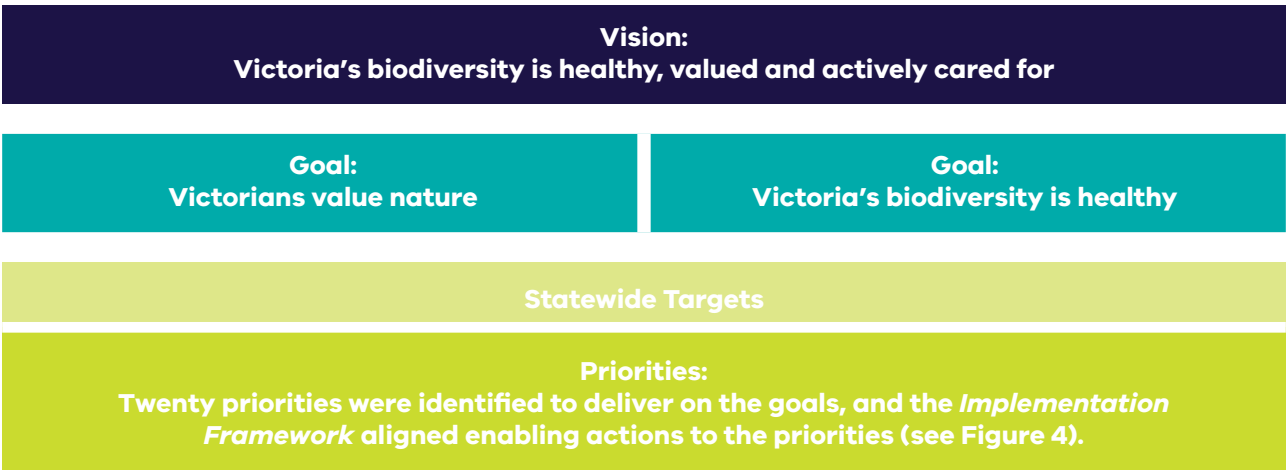 Vision:
Victoria’s biodiversity is healthy, valued and actively cared for
Goal:
Victorians value nature
Goal:
Victoria’s biodiversity is healthy
Statewide Targets
Priorities:
Twenty priorities were identified to deliver on the goals, and the Implementation
Framework aligned enabling actions to the priorities (see Figure 4).